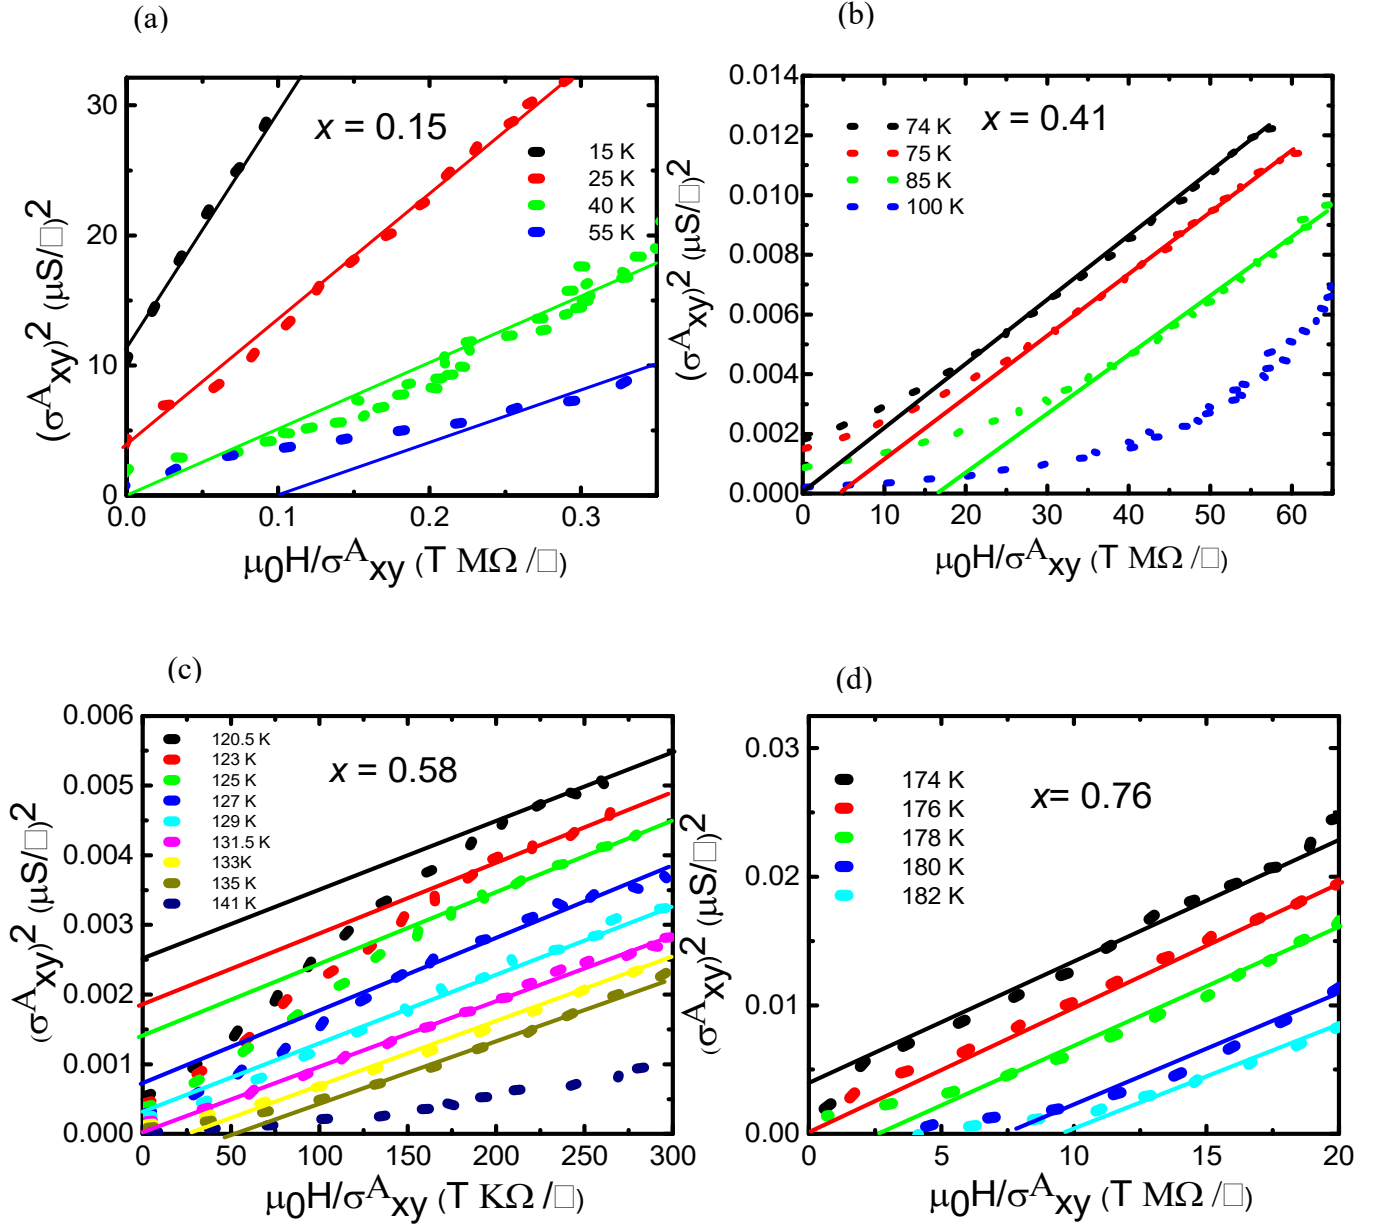 (a)
(b)
30
20
10
0
(σᴬxy)² (μS/□)²
x = 0.15
15 K
25 K
40 K
55 K
0.0 0.1 0.2 0.3
μ₀H/σᴬxy (T MΩ /□)
0.014
0.012
0.010
0.008
0.006
0.004
0.002
0.000
(σᴬxy)² (μS/□)²
x = 0.41
74 K
75 K
85 K
100 K
0 10 20 30 40 50 60
μ₀H/σᴬxy (T MΩ /□)
(c)
(d)
0.006
0.005
0.004
0.003
0.002
0.001
0.000
(σᴬxy)² (μS/□)²
x = 0.58
120.5 K
123 K
125 K
127 K
129 K
131.5 K
133K
135 K
141 K
0 50 100 150 200 250 300
μ₀H/σᴬxy (T KΩ /□)
0.03
0.02
0.01
0.00
(σᴬxy)² (μS/□)²
x= 0.76
174 K
176 K
178 K
180 K
182 K
0 5 10 15 20
μ₀H/σᴬxy (T MΩ /□)